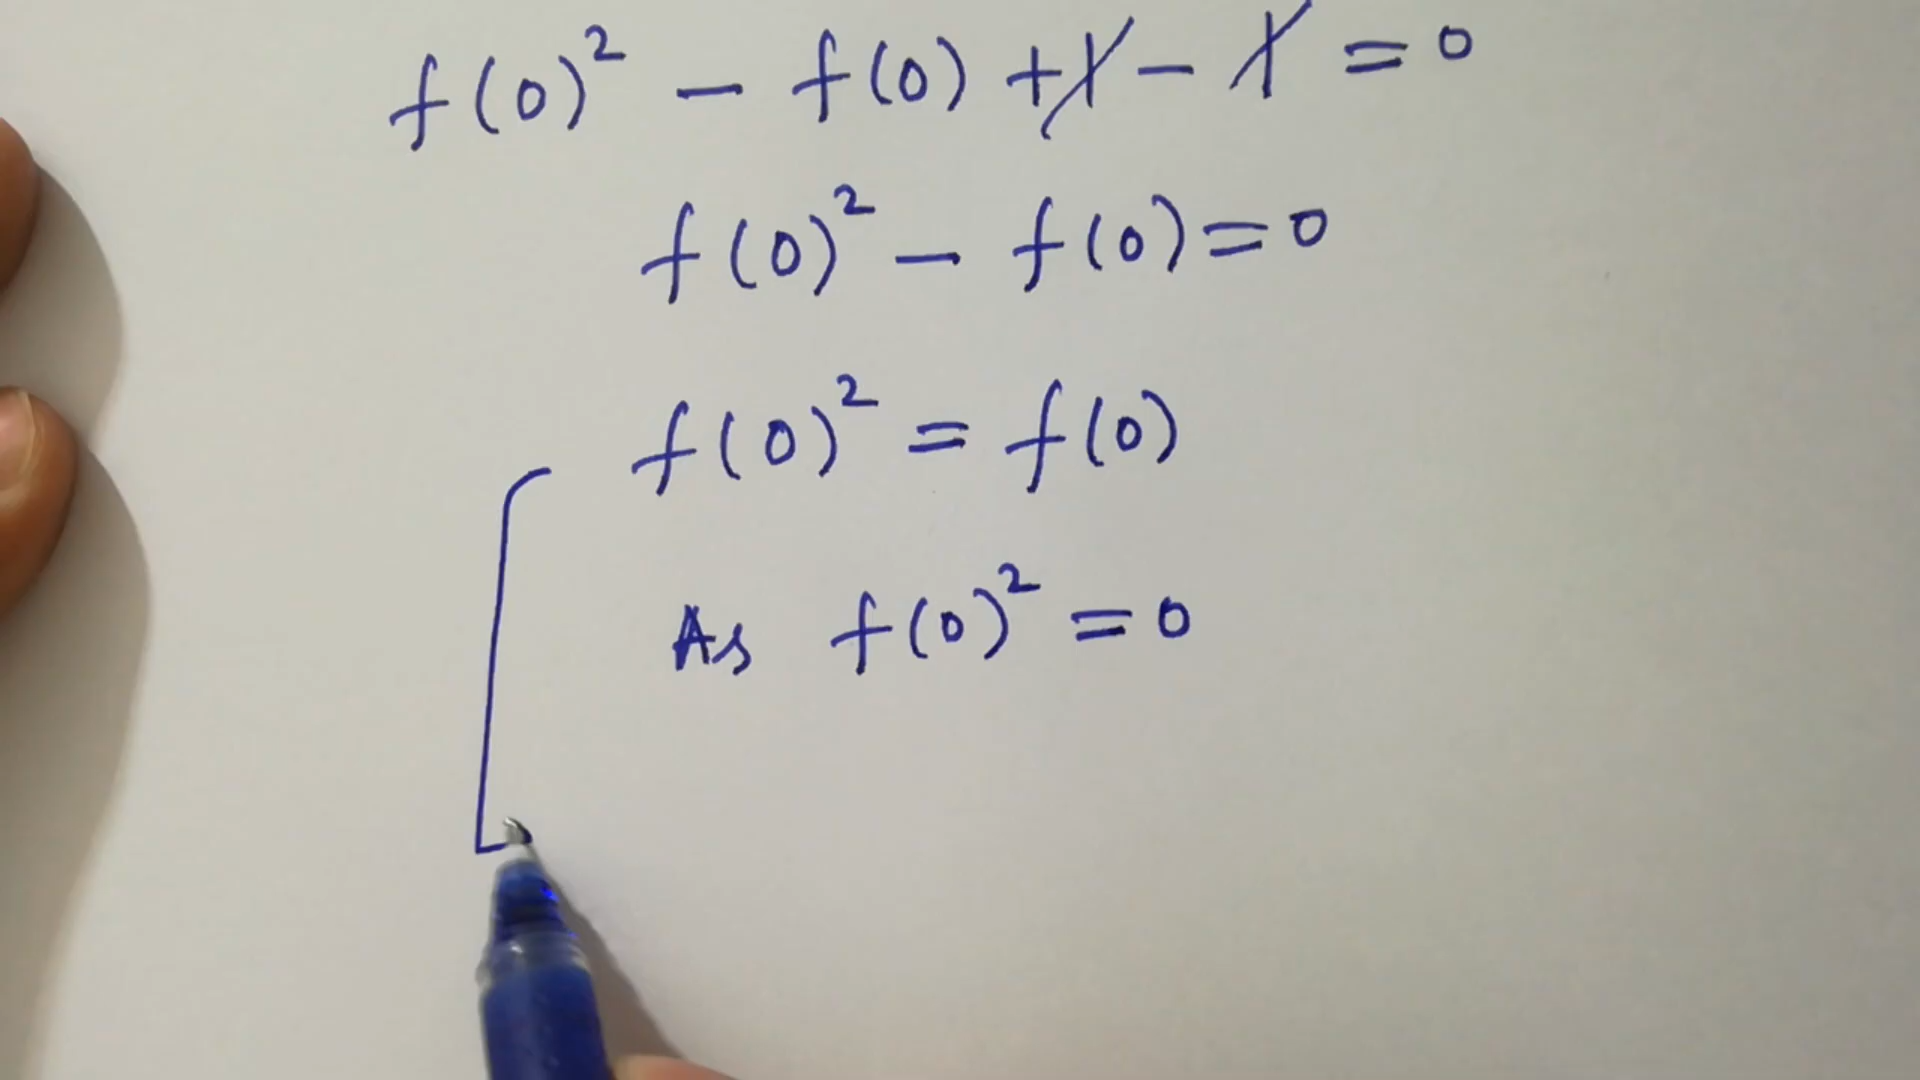 f(0)² - f(0) + 1 - 1 = 0
f(0)² - f(0) = 0
f(0)² = f(0)
As f(0)² = 0